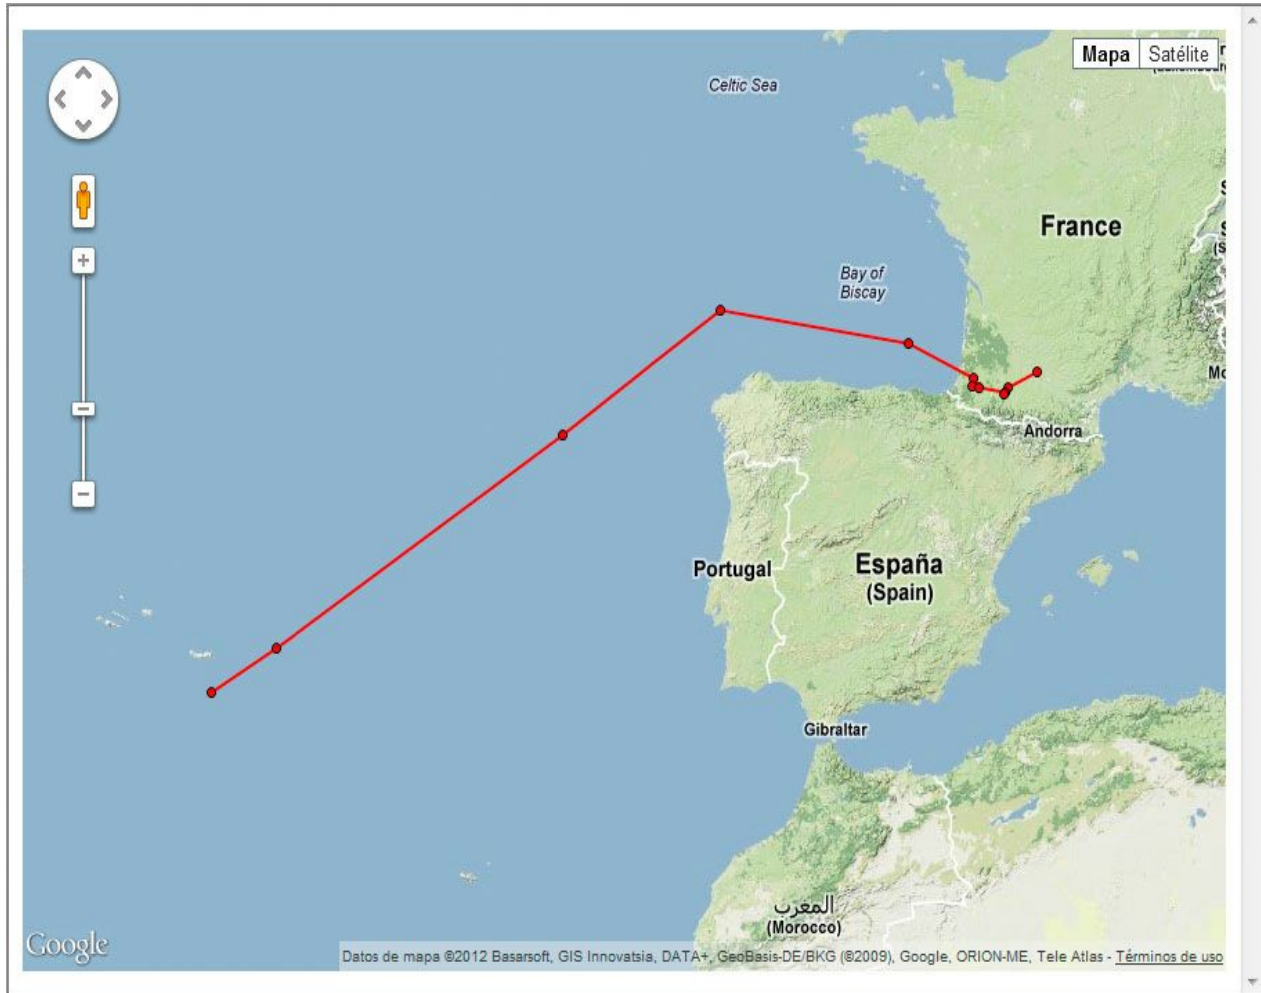 Mapa
Satélite
Celtic Sea
France
Bay of
Biscay
Andorra
Portugal
España
(Spain)
Gibraltar
المغرب
(Morocco)
Google
Datos de mapa ©2012 Basarsoft, GIS Innovatsia, DATA+, GeoBasis-DE/BKG (©2009), Google, ORION-ME, Tele Atlas - Términos de uso